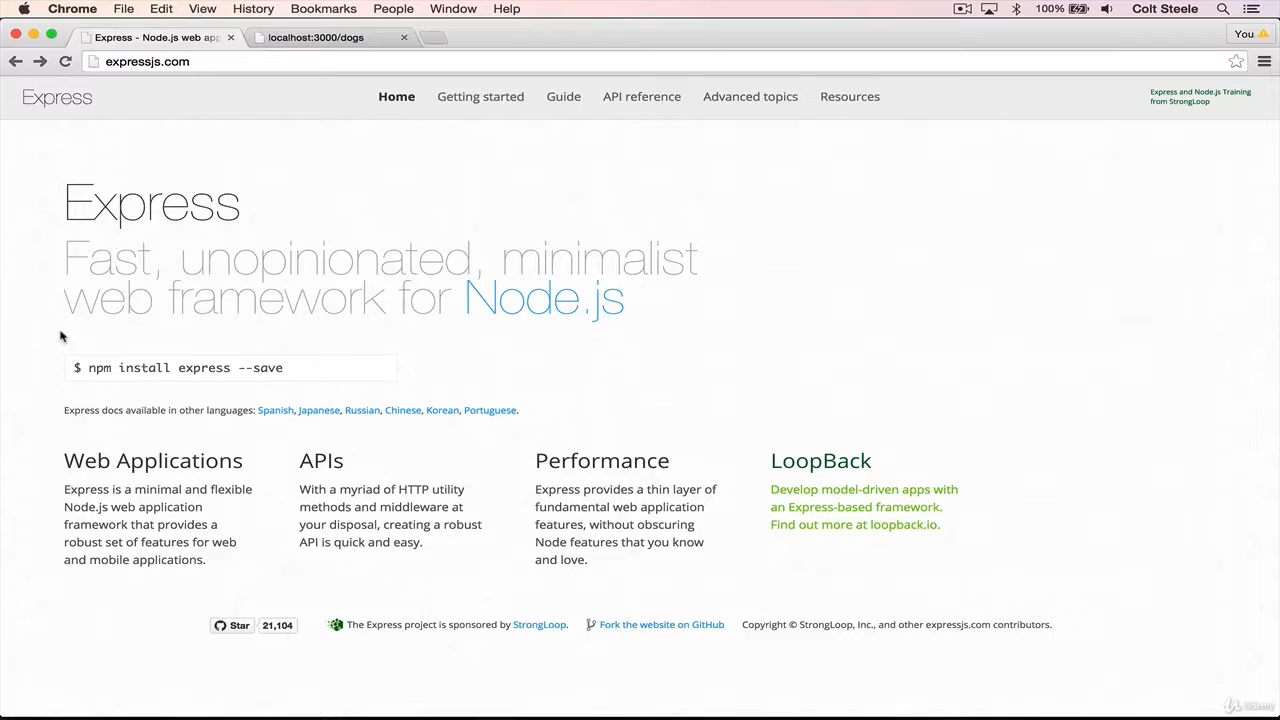 Chrome File Edit View History Bookmarks People Window Help 100% Colt Steele
Express - Node.js web app localhost:3000/dogs You
expressjs.com
Express Home Getting started Guide API reference Advanced topics Resources Express and Node.js Training
from StrongLoop
Express
Fast, unopinionated, minimalist
web framework for Node.js
$ npm install express --save
Express docs available in other languages: Spanish, Japanese, Russian, Chinese, Korean, Portuguese.
Web Applications
Express is a minimal and flexible
Node.js web application
framework that provides a
robust set of features for web
and mobile applications.
APIs
With a myriad of HTTP utility
methods and middleware at
your disposal, creating a robust
API is quick and easy.
Performance
Express provides a thin layer of
fundamental web application
features, without obscuring
Node features that you know
and love.
LoopBack
Develop model-driven apps with
an Express-based framework.
Find out more at loopback.io.
Star 21,104 The Express project is sponsored by StrongLoop. Fork the website on GitHub Copyright © StrongLoop, Inc., and other expressjs.com contributors.
Udemy